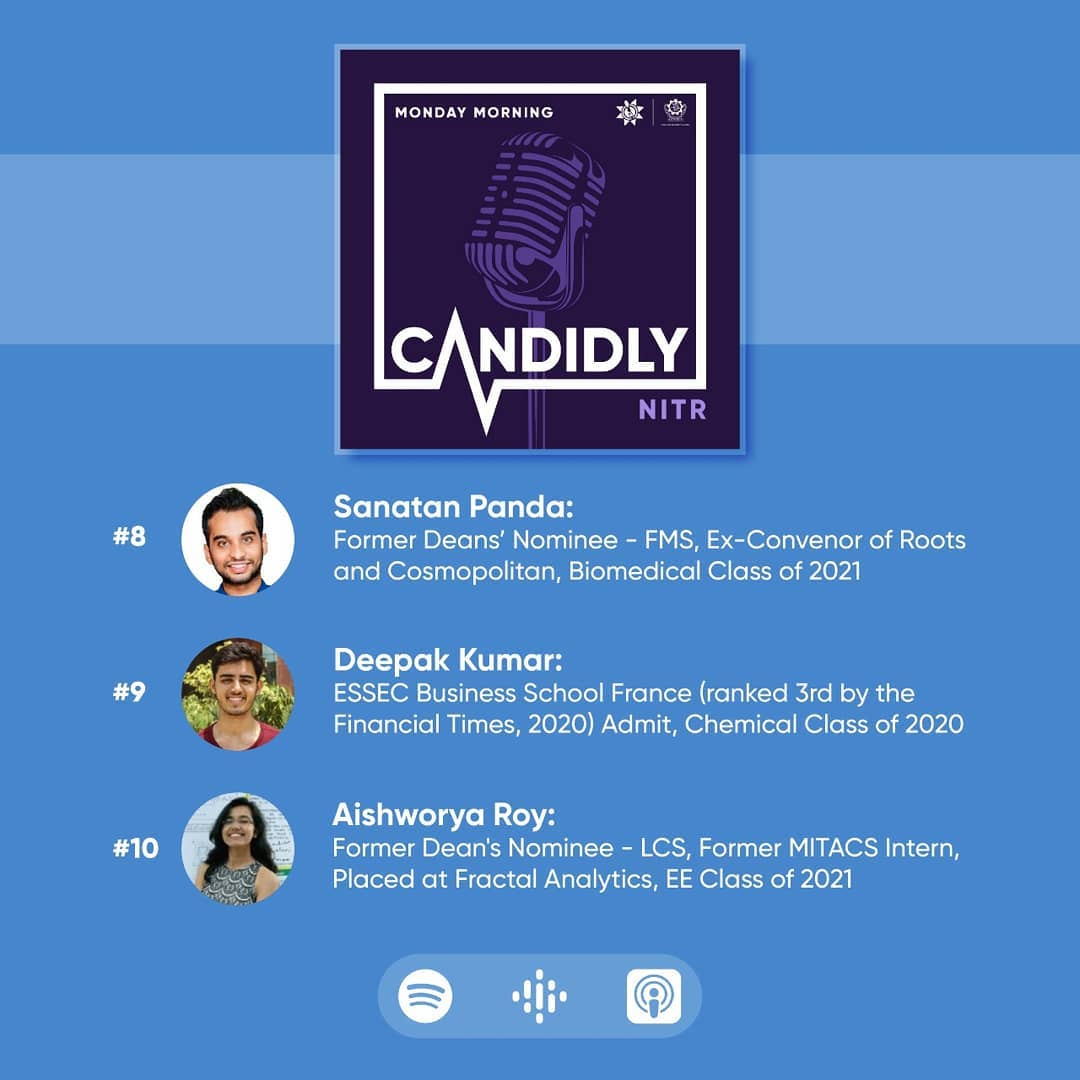 MONDAY MORNING
CANDIDLY
NITR
#8
Sanatan Panda:
Former Deans’ Nominee - FMS, Ex-Convenor of Roots
and Cosmopolitan, Biomedical Class of 2021
#9
Deepak Kumar:
ESSEC Business School France (ranked 3rd by the
Financial Times, 2020) Admit, Chemical Class of 2020
#10
Aishworya Roy:
Former Dean's Nominee - LCS, Former MITACS Intern,
Placed at Fractal Analytics, EE Class of 2021